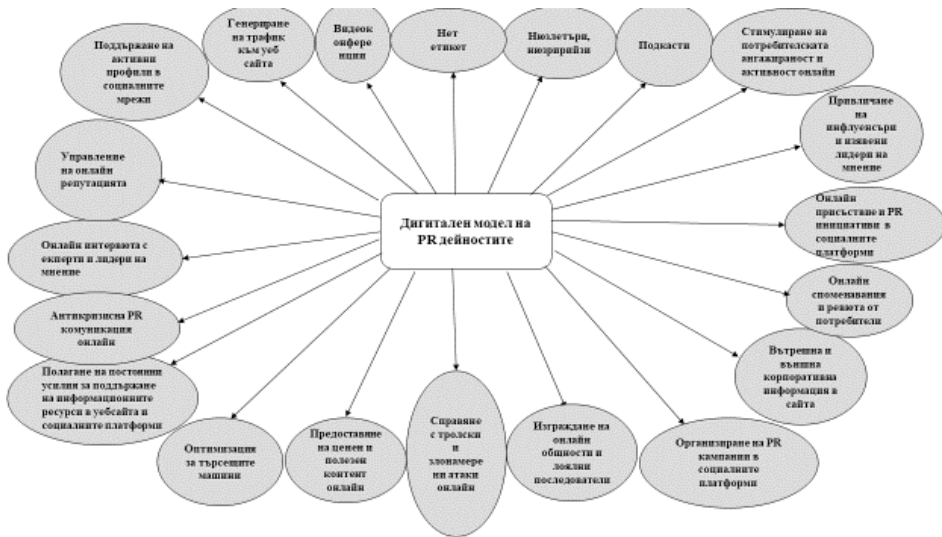 Поддържане на
активни
профили в
социалните
мрежи
Генериране
на трафик
към уеб
сайта
Видеок
онфере
нции
Нет
етикет
Нюзлетъри,
нюзририйзи
Подкасти
Стимулиране на
потребителската
ангажираност и
активност онлайн
Привличане
на
инфлуенсъри
и изявени
лидери на
мнение
Управление
на онлайн
репутацията
Дигитален модел на
PR дейностите
Онлайн
присъствие и PR
инициативи в
социалните
платформи
Онлайн интервюта с
експерти и лидери на
мнение
Онлайн
споменавания
и ревюта от
потребители
Антикризисна PR
комуникация
онлайн
Вътрешна и
външна
корпоративна
информация в
сайта
Полагане на постоянни
усилия за поддържане
на информационните
ресурси в уебсайта и
социалните платформи
Оптимизация
за търсещите
машини
Предоставяне
на ценен и
полезен
контент
онлайн
Справяне
с тролски
и
злонамере
ни атаки
онлайн
Изграждане на
онлайн
общности и
лоялни
последователи
Организиране на PR
кампании в
социалните
платформи